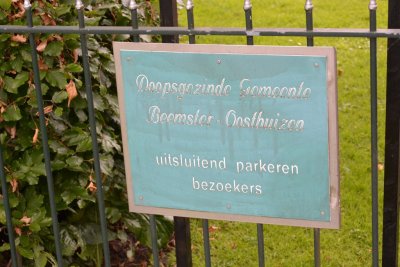 Doopsgezinde Gemeente
Beemster - Oosthuizen
uitsluitend parkeren
bezoekers